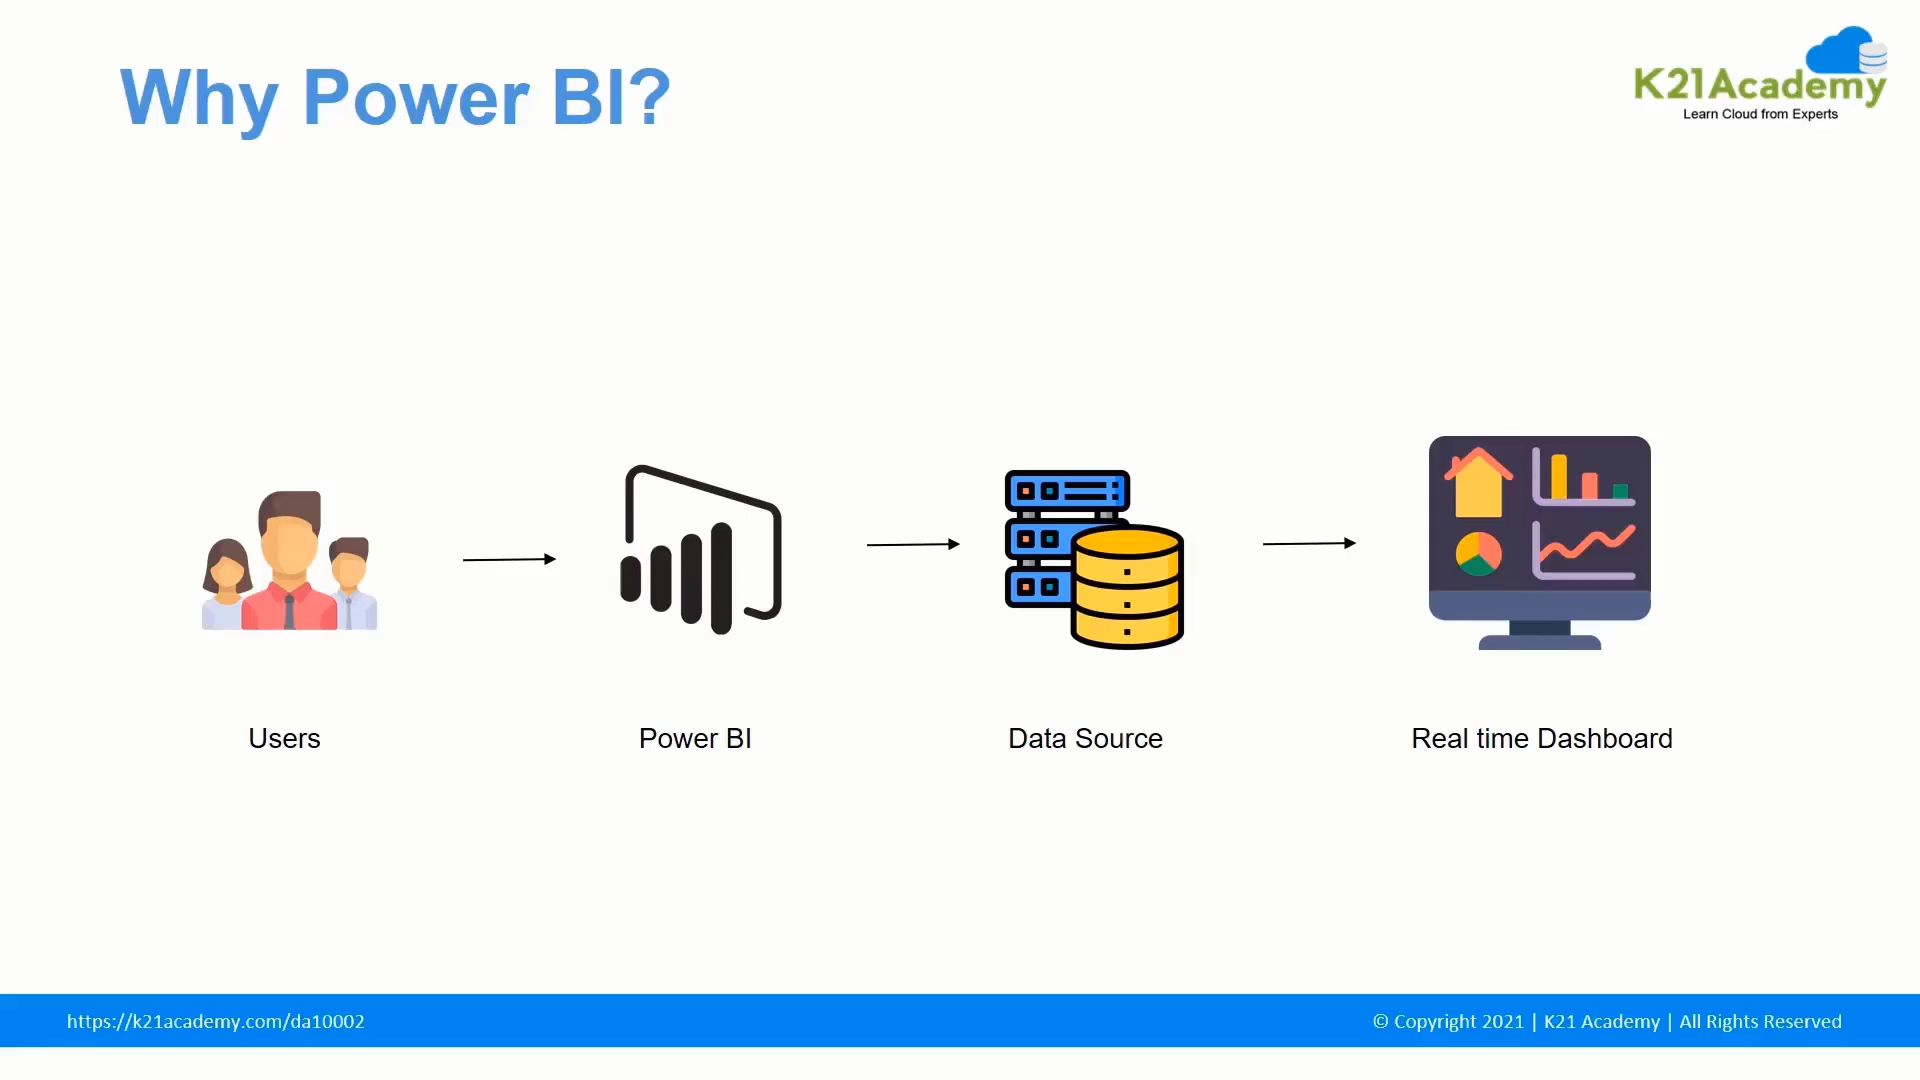 Why Power BI?
K21Academy
Learn Cloud from Experts
Users
Power BI
Data Source
Real time Dashboard
https://k21academy.com/da10002
© Copyright 2021 | K21 Academy | All Rights Reserved